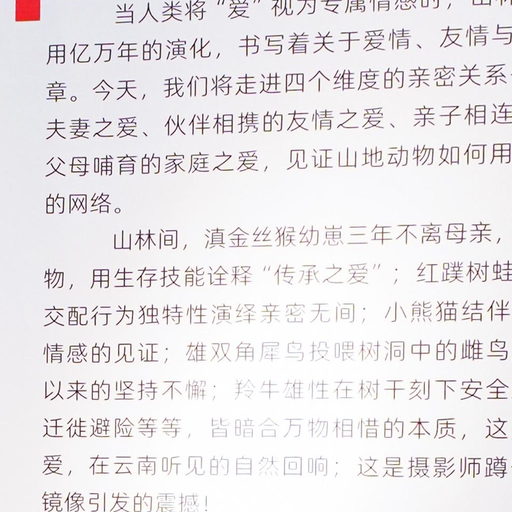 当人类将“爱”视为专属情感时，山林
用亿万年的演化，书写着关于爱情、友情与
章。今天，我们将走进四个维度的亲密关系
夫妻之爱、伙伴相携的友情之爱、亲子相连
父母哺育的家庭之爱，见证山地动物如何用
的网络。
山林间，滇金丝猴幼崽三年不离母亲，
物，用生存技能诠释“传承之爱”；红蹼树蛙
交配行为独特性演绎亲密无间；小熊猫结伴
情感的见证；雄双角犀鸟投喂树洞中的雌鸟
以来的坚持不懈；羚牛雄性在树干刻下安全
迁徙避险等等，皆暗合万物相惜的本质，这
爱，在云南听见的自然回响；这是摄影师蹲
镜像引发的震撼！